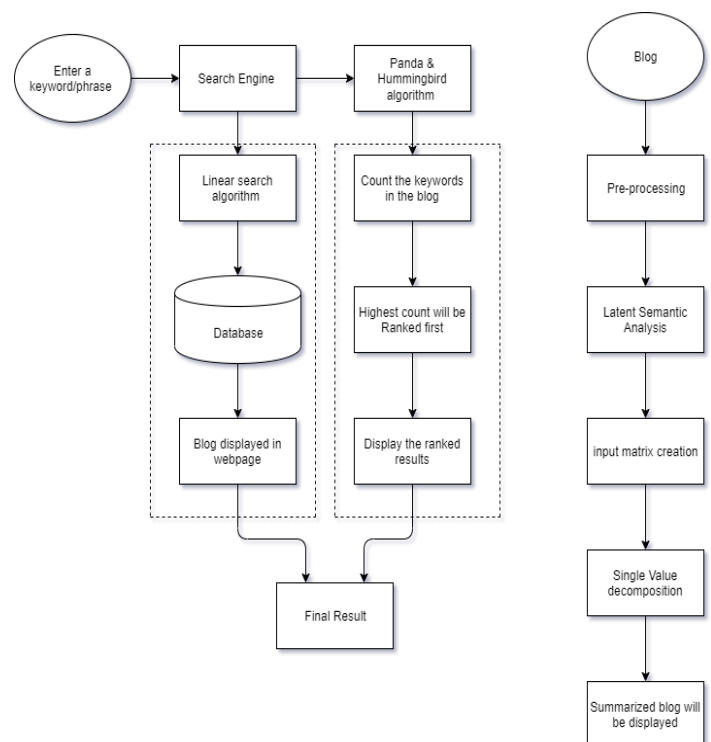 Enter a
keyword/phrase
Search Engine
Panda &
Hummingbird
algorithm
Linear search
algorithm
Database
Blog displayed in
webpage
Count the keywords
in the blog
Highest count will be
Ranked first
Display the ranked
results
Final Result
Blog
Pre-processing
Latent Semantic
Analysis
input matrix creation
Single Value
decomposition
Summarized blog will
be displayed